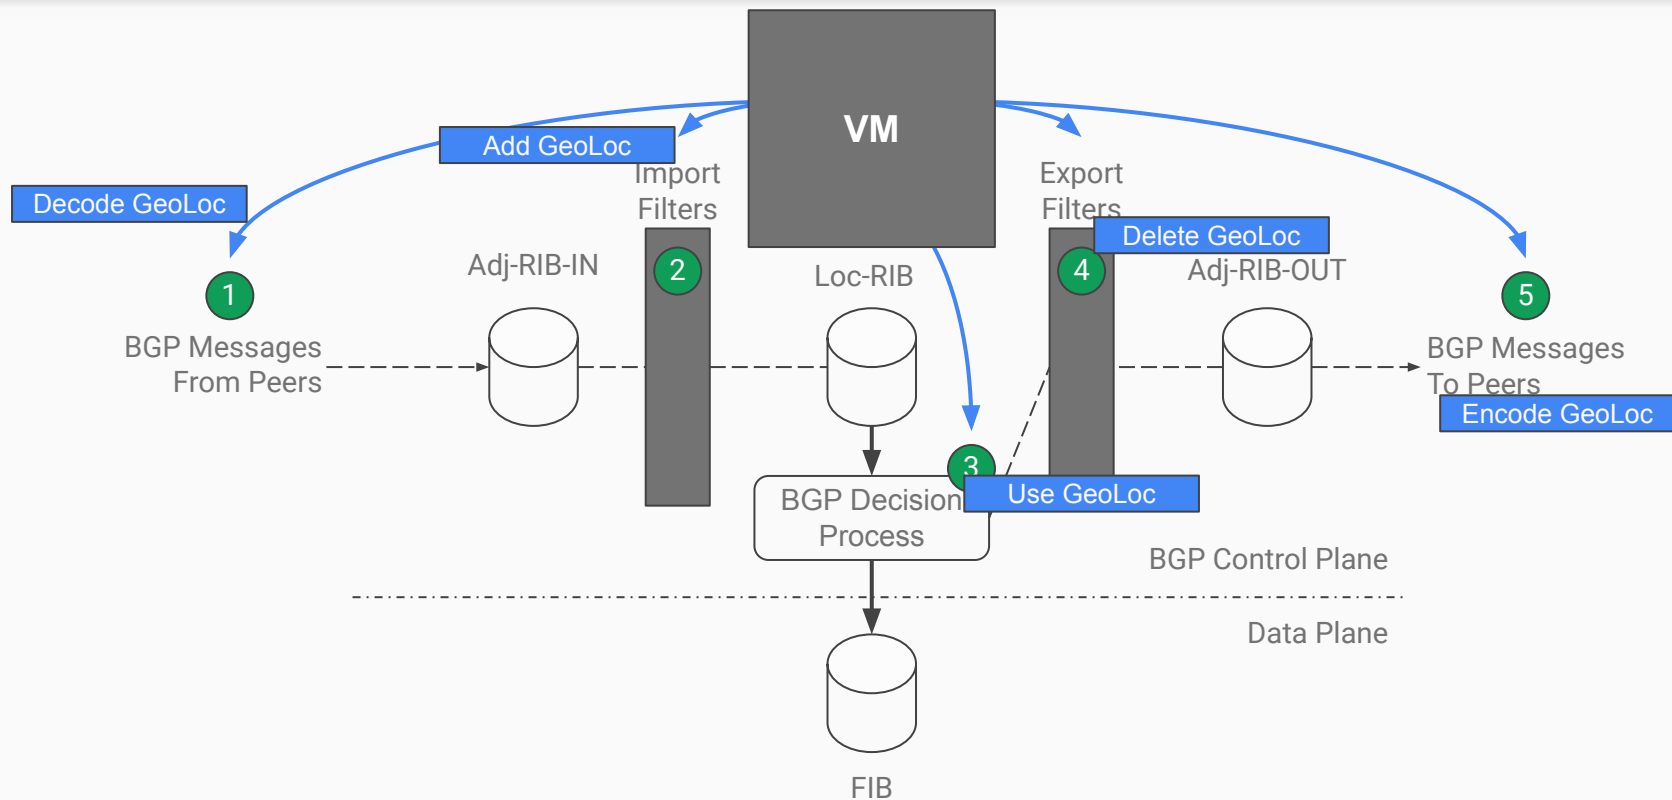 VM
Add GeoLoc
Import
Filters
Export
Filters
Decode GeoLoc
Delete GeoLoc
Adj-RIB-IN
2
Loc-RIB
4
Adj-RIB-OUT
1
5
BGP Messages
From Peers
BGP Messages
To Peers
Encode GeoLoc
3
Use GeoLoc
BGP Decision
Process
BGP Control Plane
Data Plane
FIB